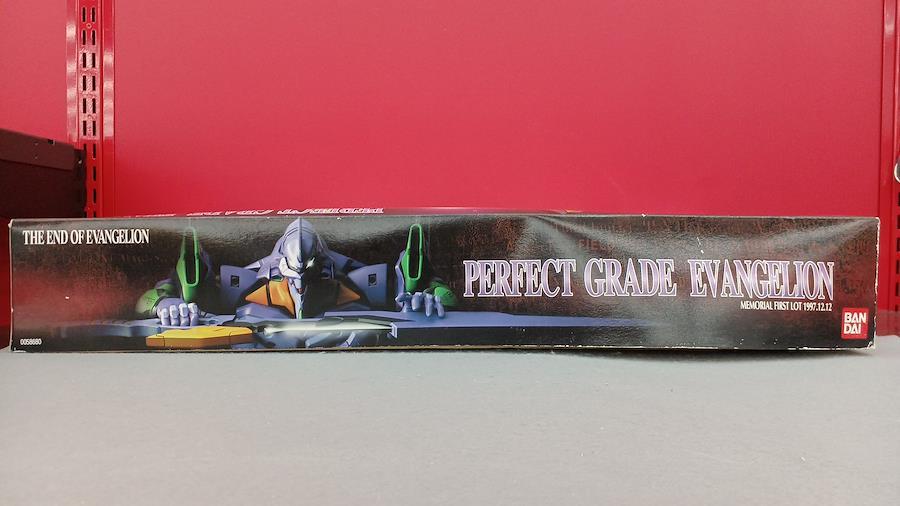 THE END OF EVANGELION
PERFECT GRADE EVANGELION
MEMORIAL FIRST LOT 1997.12.12
BAN
DAI
0058680